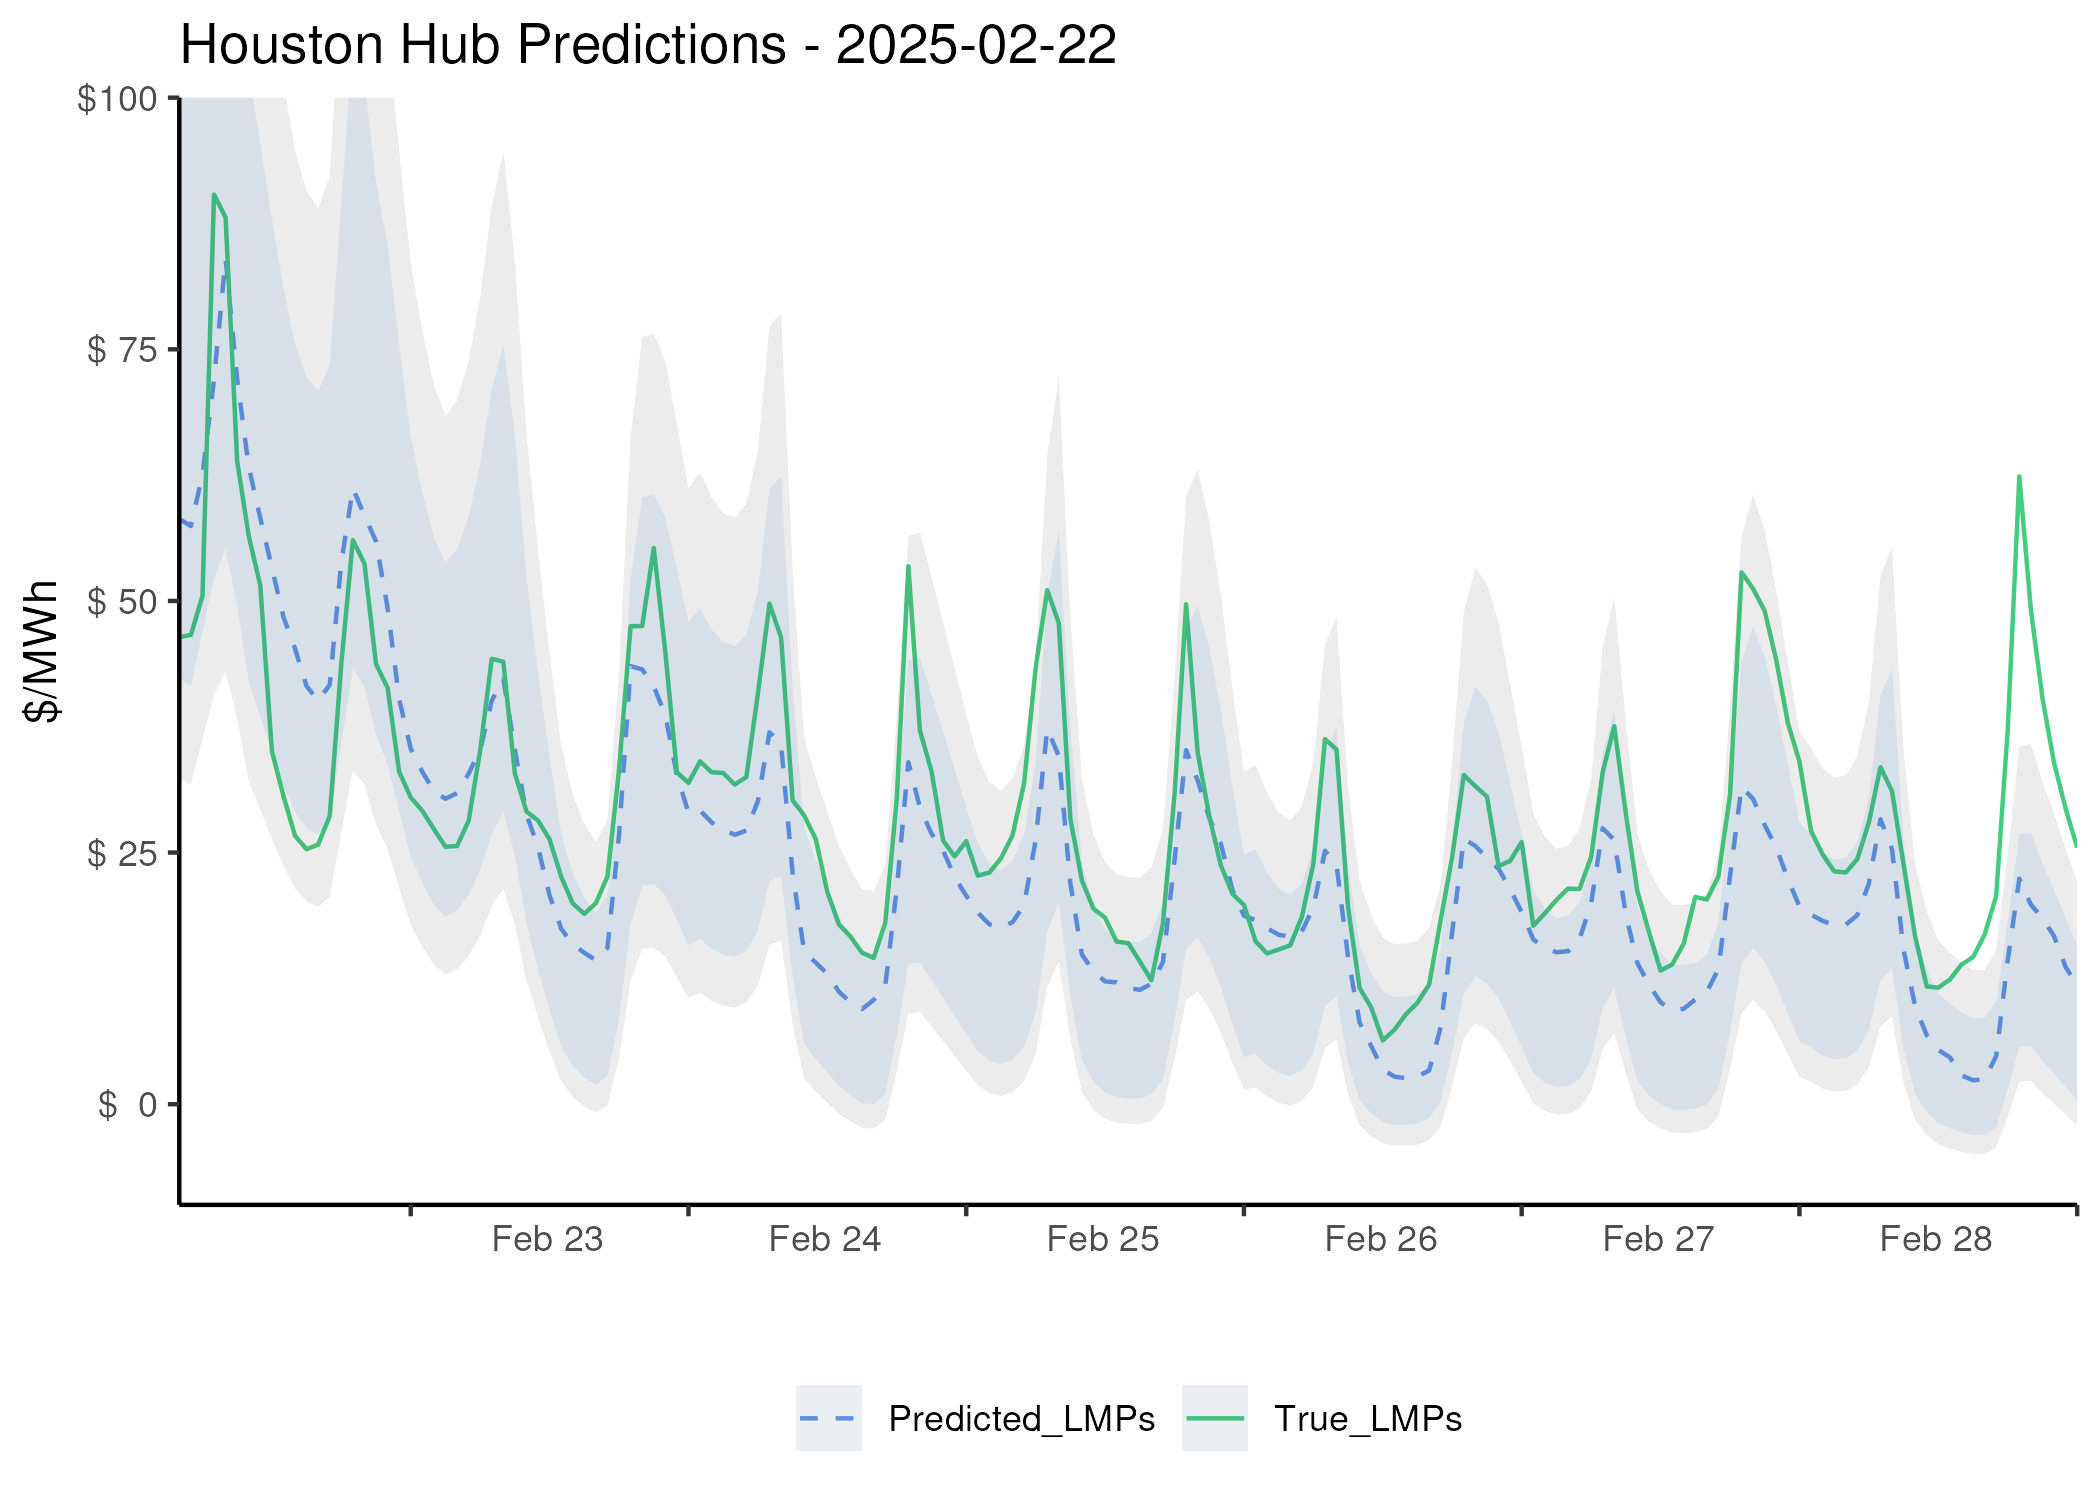 Houston Hub Predictions - 2025-02-22
$100
$ 75
$ 50
$ 25
$ 0
$/MWh
Feb 23 Feb 24 Feb 25 Feb 26 Feb 27 Feb 28
Predicted_LMPs True_LMPs